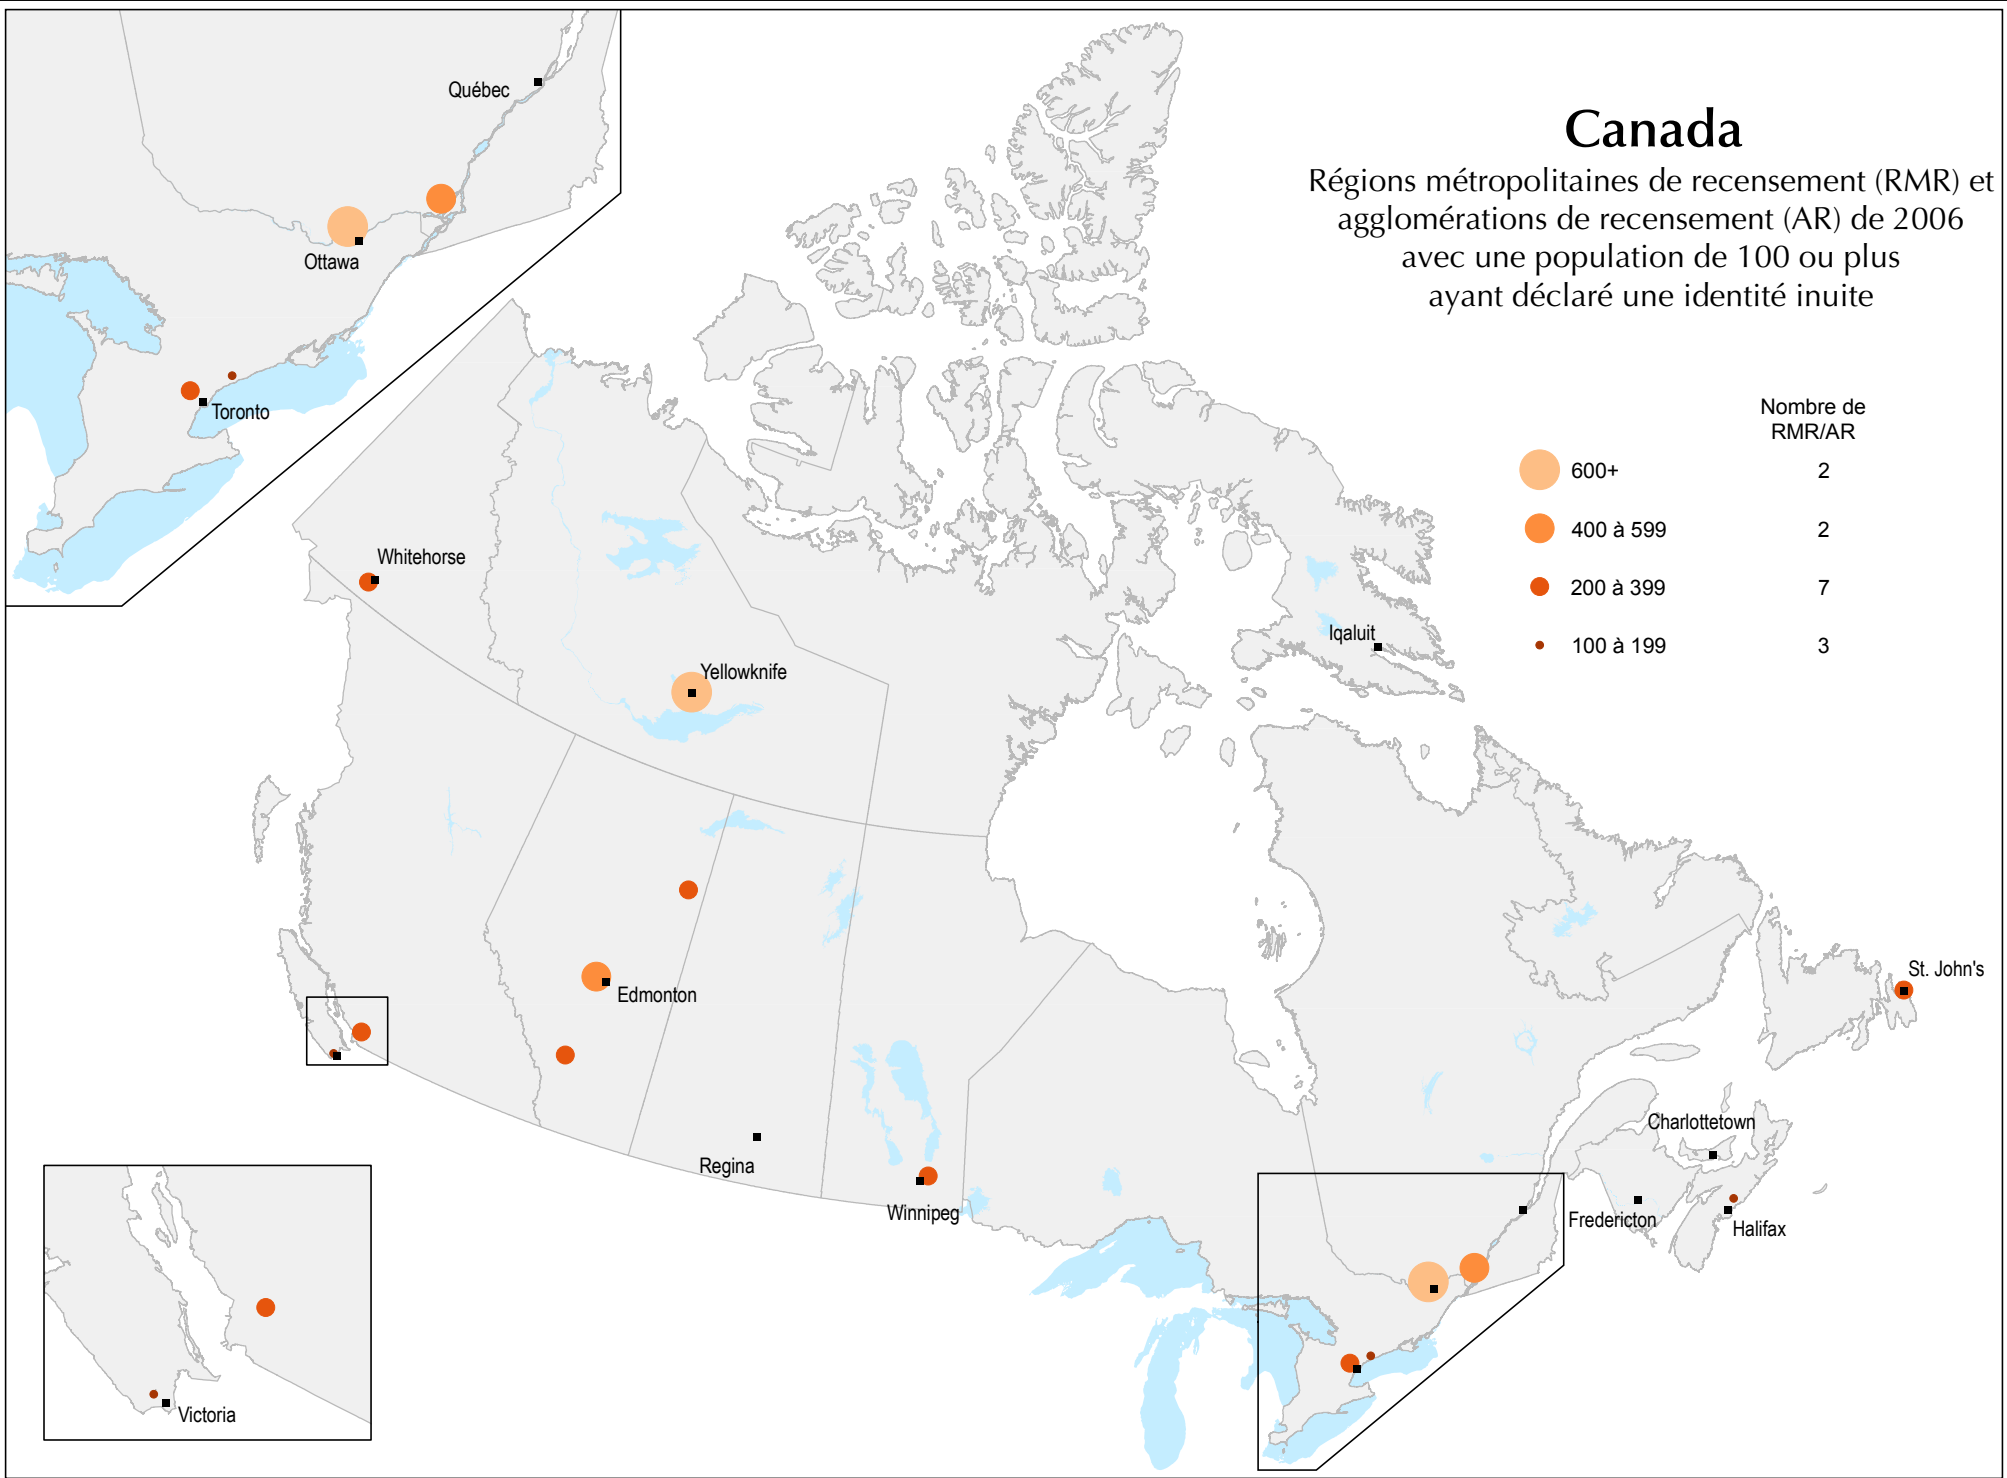 Canada
Régions métropolitaines de recensement (RMR) et
agglomérations de recensement (AR) de 2006
avec une population de 100 ou plus
ayant déclaré une identité inuite
Nombre de
RMR/AR
600+ 2
400 à 599 2
200 à 399 7
100 à 199 3
Québec
Ottawa
Toronto
Whitehorse
Yellowknife
Iqaluit
Edmonton
St. John's
Regina
Winnipeg
Charlottetown
Fredericton
Halifax
Victoria